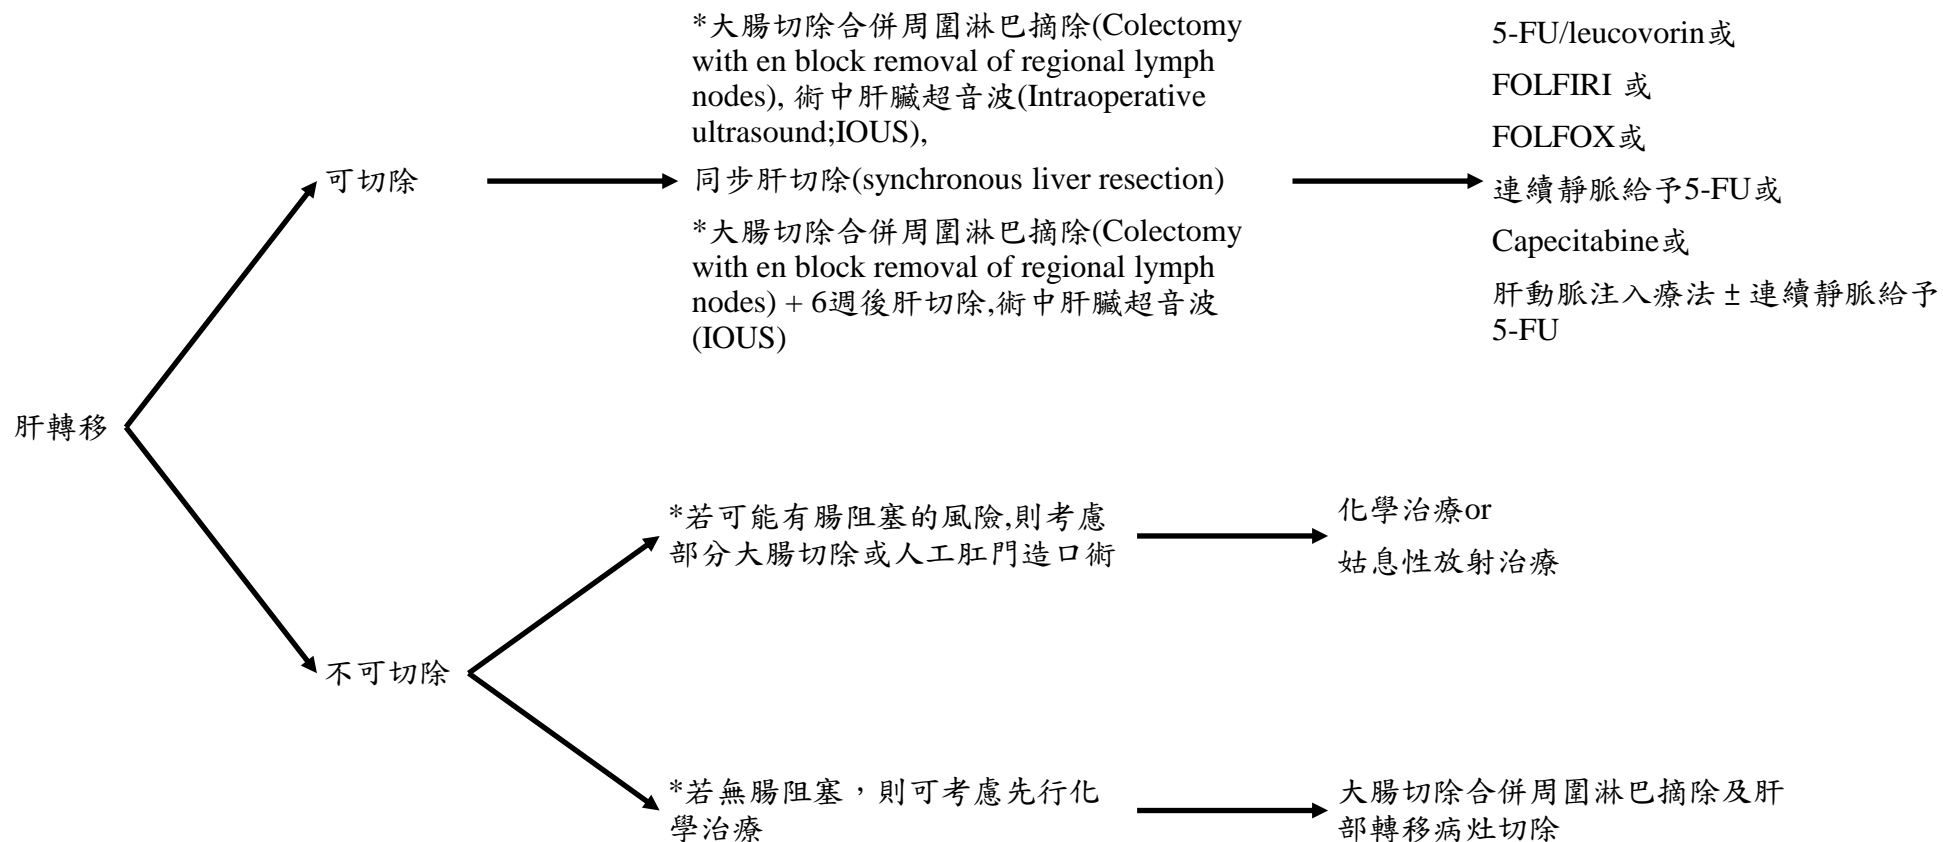 肝轉移
可切除
*大腸切除合併周圍淋巴摘除(Colectomy
with en block removal of regional lymph
nodes), 術中肝臟超音波(Intraoperative
ultrasound;IOUS),
同步肝切除(synchronous liver resection)
*大腸切除合併周圍淋巴摘除(Colectomy
with en block removal of regional lymph
nodes) + 6週後肝切除,術中肝臟超音波
(IOUS)
5-FU/leucovorin或
FOLFIRI 或
FOLFOX或
連續靜脈給予5-FU或
Capecitabine或
肝動脈注入療法 ± 連續靜脈給予
5-FU
不可切除
*若可能有腸阻塞的風險,則考慮
部分大腸切除或人工肛門造口術
化學治療or
姑息性放射治療
*若無腸阻塞，則可考慮先行化
學治療
大腸切除合併周圍淋巴摘除及肝
部轉移病灶切除